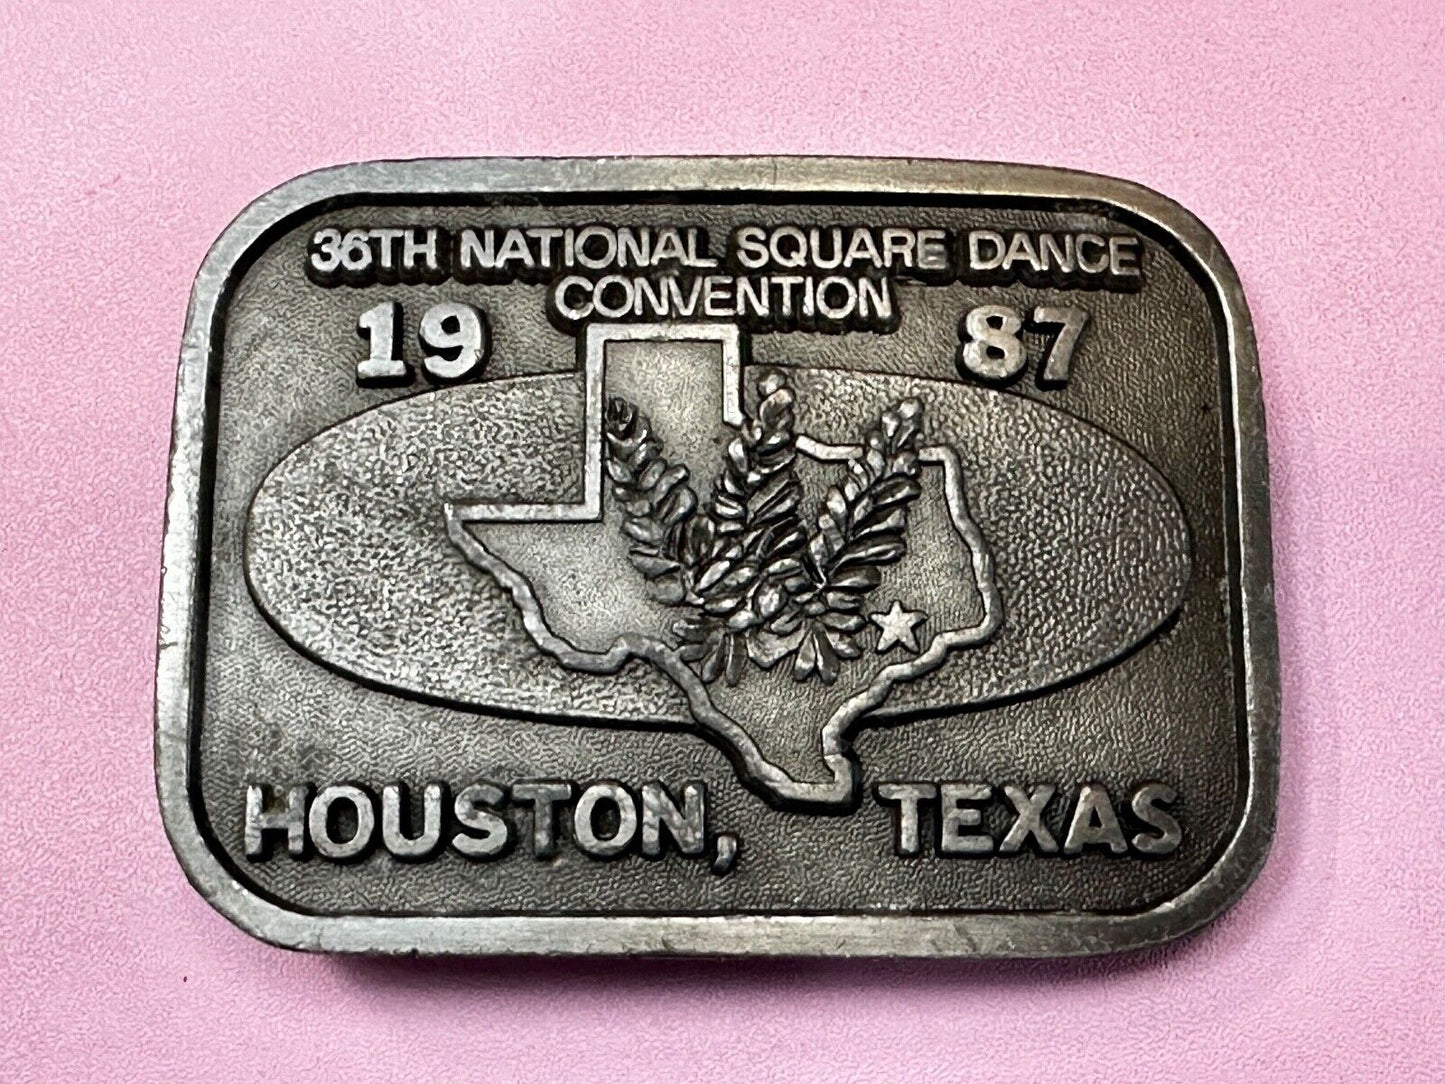 36TH NATIONAL SQUARE DANCE
CONVENTION
19 87
HOUSTON, TEXAS